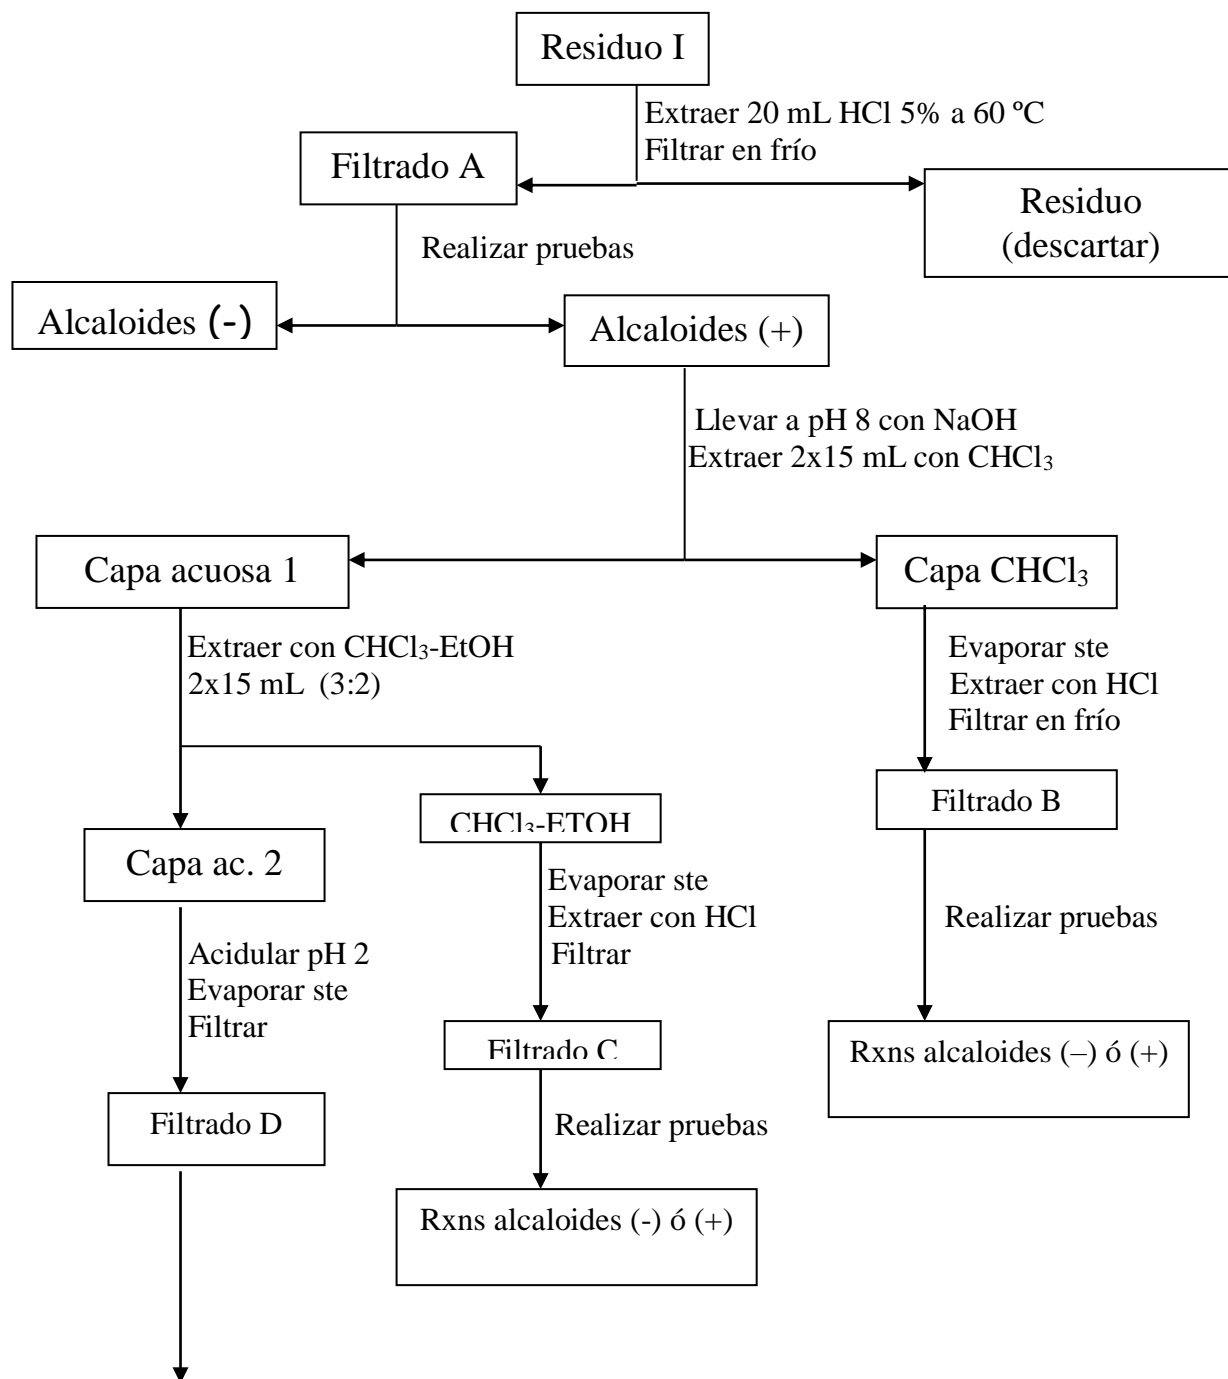 Residuo I
Extraer 20 mL HCl 5% a 60 ºC
Filtrar en frío
Filtrado A
Residuo
(descartar)
Realizar pruebas
Alcaloides (-)
Alcaloides (+)
Llevar a pH 8 con NaOH
Extraer 2x15 mL con CHCl₃
Capa acuosa 1
Capa CHCl₃
Extraer con CHCl₃-EtOH
2x15 mL (3:2)
Evaporar ste
Extraer con HCl
Filtrar en frío
CHCl₃-ETOH
Filtrado B
Capa ac. 2
Evaporar ste
Extraer con HCl
Filtrar
Realizar pruebas
Acidular pH 2
Evaporar ste
Filtrar
Filtrado C
Rxns alcaloides (–) ó (+)
Filtrado D
Realizar pruebas
Rxns alcaloides (-) ó (+)